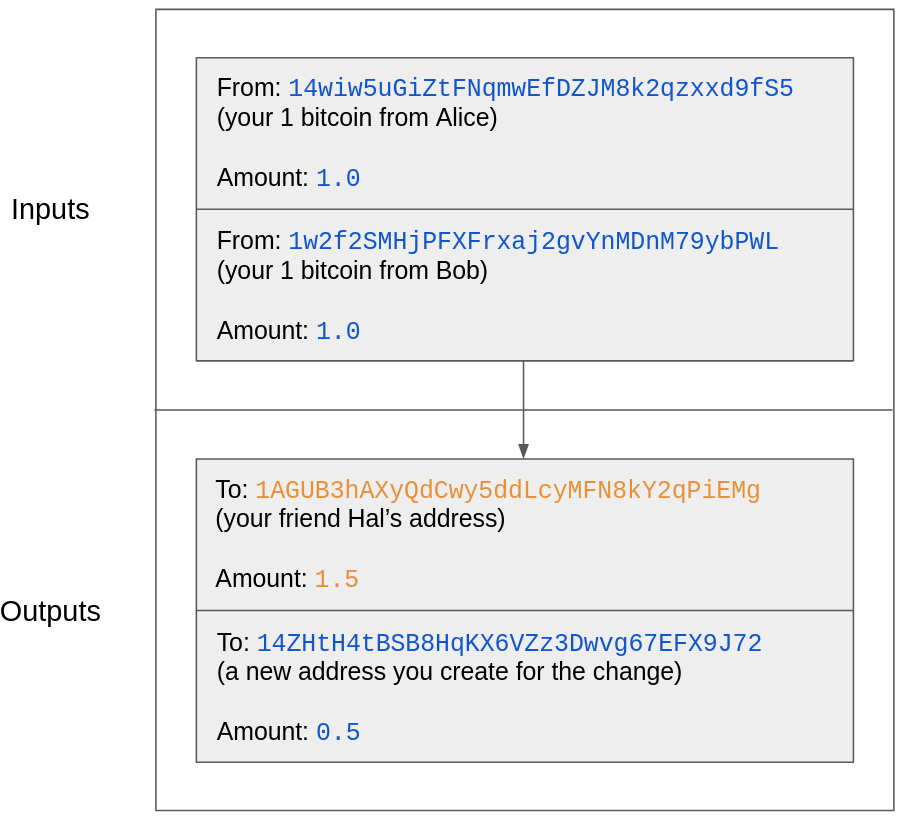 Inputs
From: 14wiw5uGiZtFNqmwEfDZJM8k2qzxxd9fS5
(your 1 bitcoin from Alice)
Amount: 1.0
From: 1w2f2SMHjPFXFrxaj2gvYnMDnM79ybPWL
(your 1 bitcoin from Bob)
Amount: 1.0
Outputs
To: 1AGUB3hAXyQdCwy5ddLcyMFN8kY2qPiEMg
(your friend Hal’s address)
Amount: 1.5
To: 14ZHtH4tBSB8HqKX6VZz3Dwvg67EFX9J72
(a new address you create for the change)
Amount: 0.5